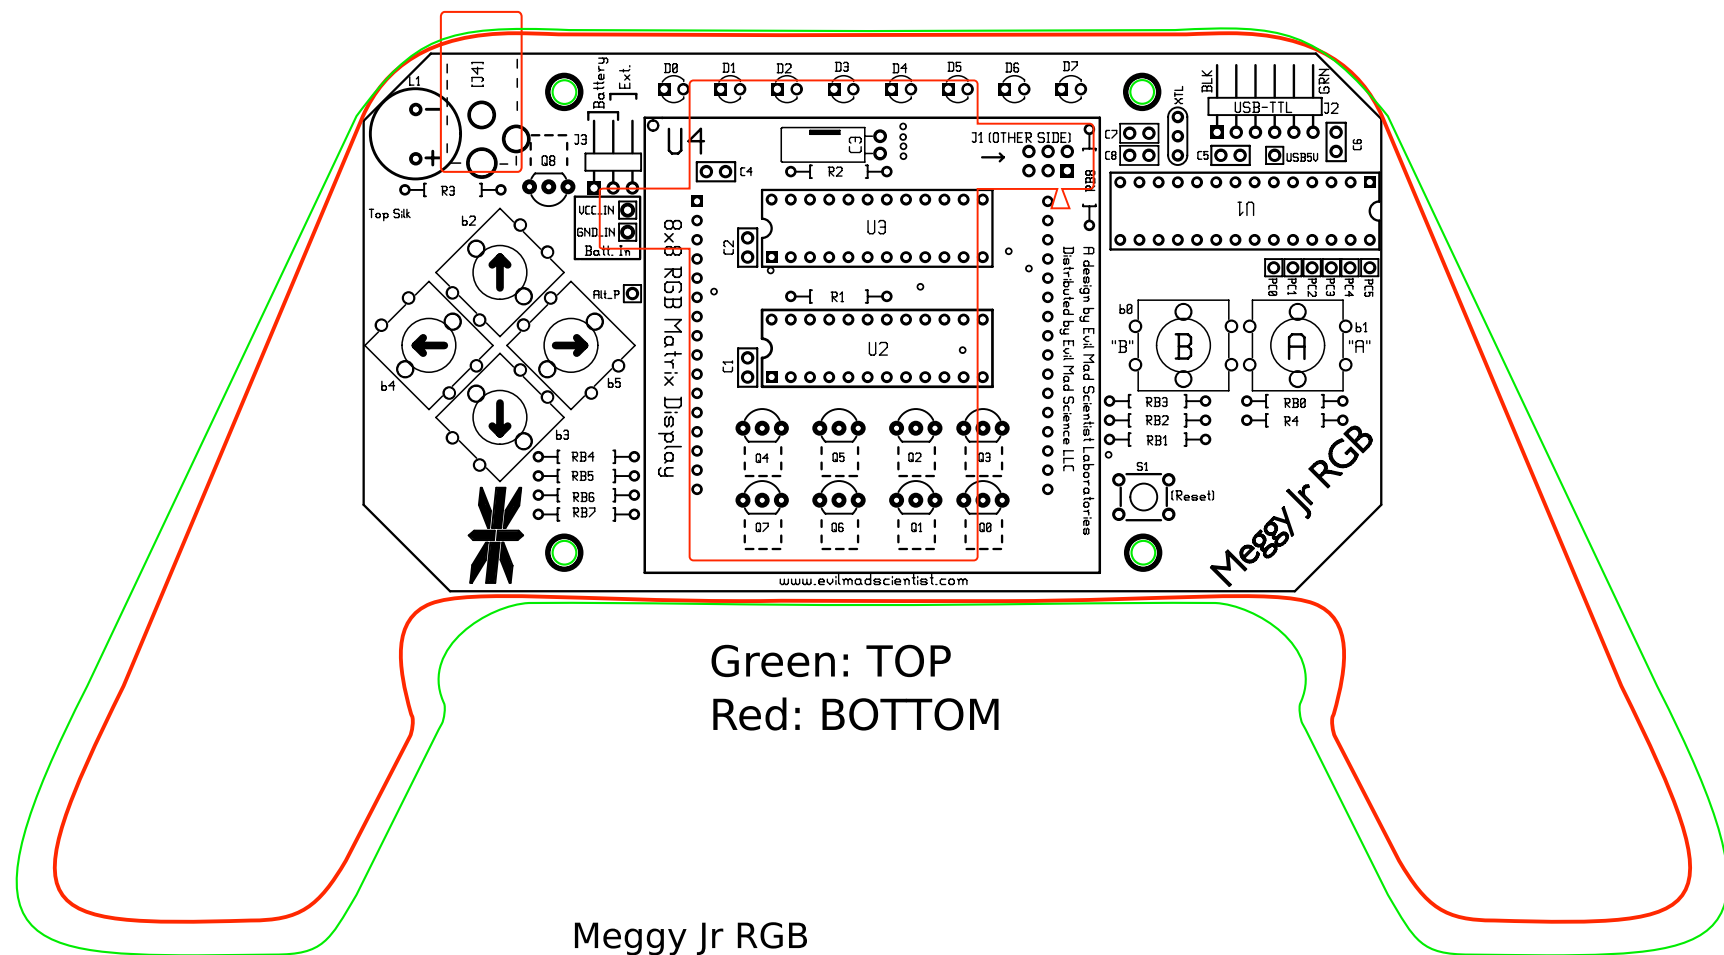 [J4]
L1
Battery
Ext.
D0
D1
D2
D3
D4
D5
D6
D7
BLK
GRN
USB-TTL
J2
XTL
U4
J3
Q8
C3
J1 (OTHER SIDE)
C7
C8
C5
USB5V
C6
R3
C4
R2
Top Silk
b2
VCC_IN
GND_IN
Batt. In
U3
C2
U1
8x8 RGB Matrix Display
A design by Evil Mad Scientist Laboratories
Distributed by Evil Mad Science LLC
Alt_P
R1
PC0
PC1
PC2
PC3
PC4
PC5
b0
"B"
B
A
b1
"A"
U2
C1
b4
b5
b3
RB3
RB2
RB1
RB0
R4
RB4
RB5
RB6
RB7
Q4
Q5
Q2
Q3
Q7
Q6
Q1
Q0
S1
(Reset)
Meggy Jr RGB
www.evilmadscientist.com
Green: TOP
Red: BOTTOM
Meggy Jr RGB